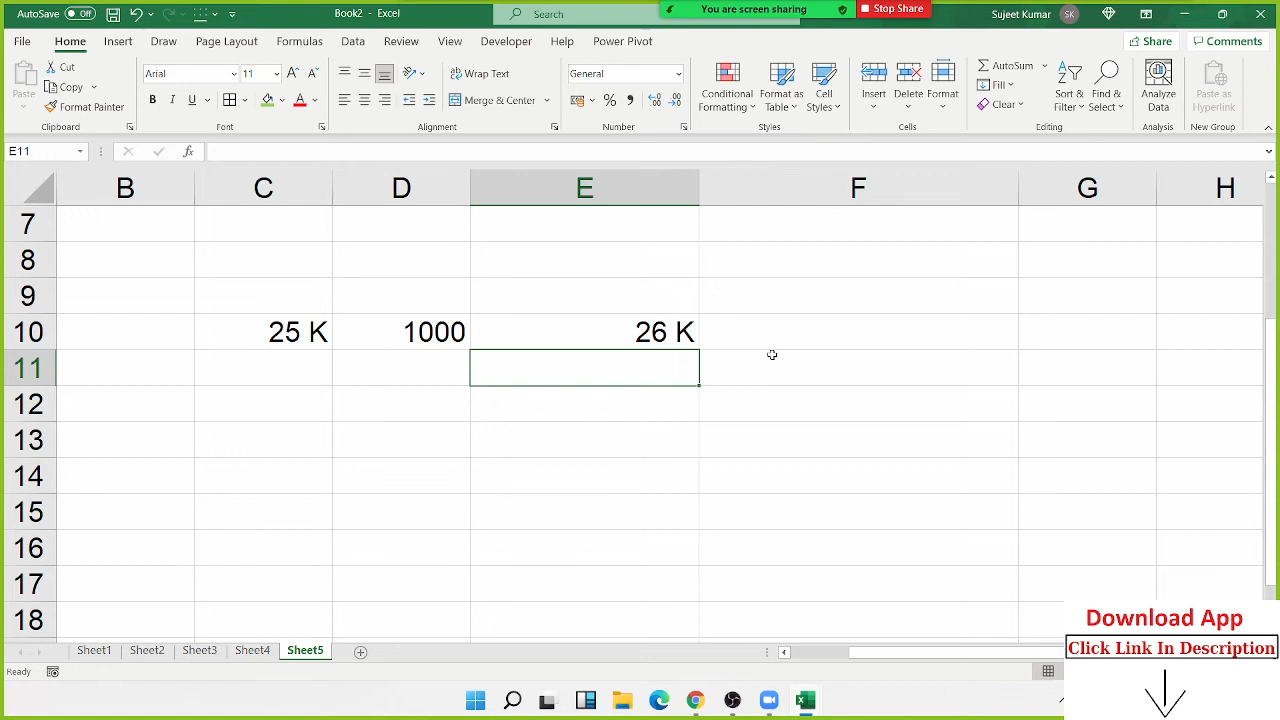 AutoSave Off Book2 - Excel Search You are screen sharing Stop Share Sujeet Kumar SK
File Home Insert Draw Page Layout Formulas Data Review View Developer Help Power Pivot Share Comments
Paste Cut Copy Format Painter Clipboard
Arial 11 B I U Font
Wrap Text Merge & Center Alignment
General % Number
Conditional Formatting Format as Table Cell Styles Styles
Insert Delete Format Cells
AutoSum Fill Clear Sort & Filter Find & Select Editing
Analyze Data Analysis
Paste as Hyperlink New Group
E11 fx
B C D E F G H
7
8
9
10 25 K 1000 26 K
11
12
13
14
15
16
17
18
Download App
Click Link In Description
Sheet1 Sheet2 Sheet3 Sheet4 Sheet5
Ready